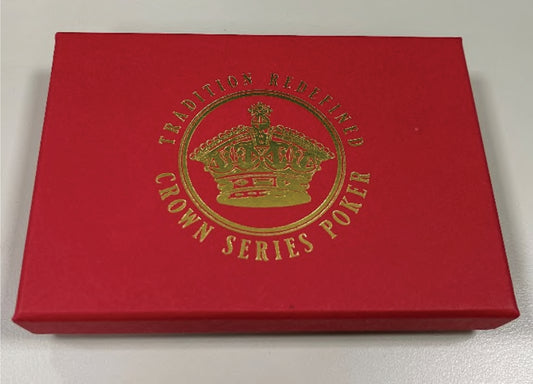 TRADITION REDEFINED
CROWN SERIES POKER